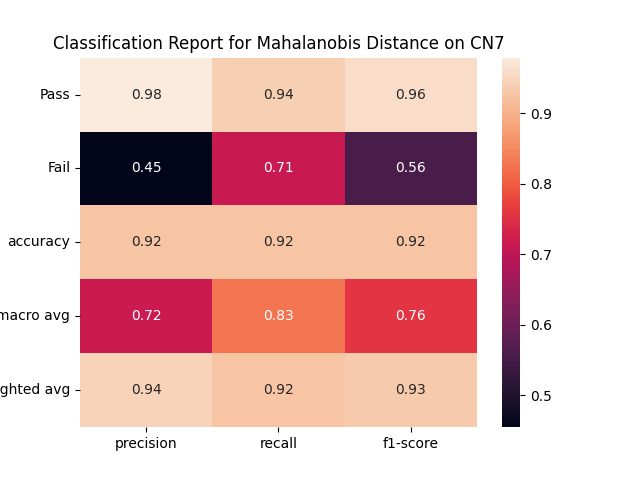 Classification Report for Mahalanobis Distance on CN7
Pass 0.98 0.94 0.96
Fail 0.45 0.71 0.56
accuracy 0.92 0.92 0.92
macro avg 0.72 0.83 0.76
ghted avg 0.94 0.92 0.93
precision recall f1-score
0.9
0.8
0.7
0.6
0.5